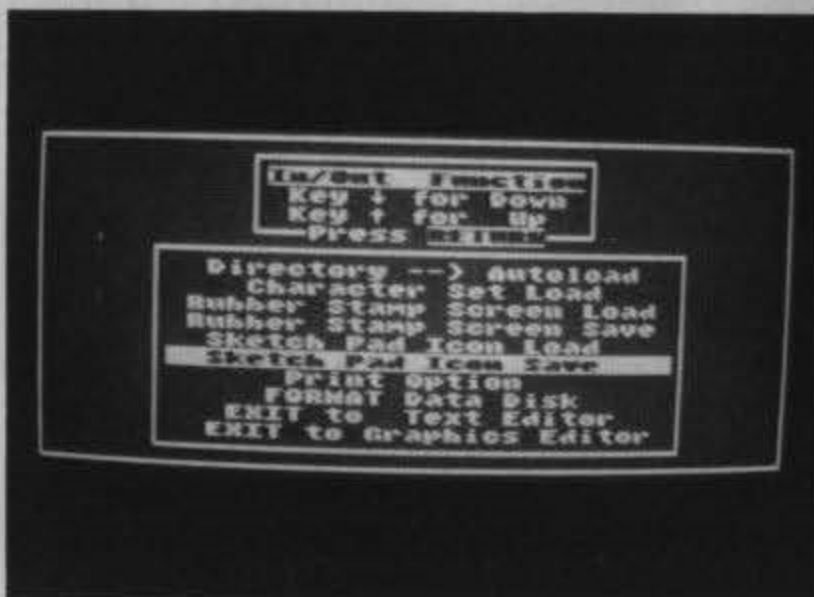 In/Out Function
Key ↓ for Down
Key ↑ for Up
Press
Directory --> Autoload
Character Set Load
Rubber Stamp Screen Load
Rubber Stamp Screen Save
Sketch Pad Icon Load
Sketch Pad Icon Save
Print Option
FORMAT Data Disk
EXIT to Text Editor
EXIT to Graphics Editor